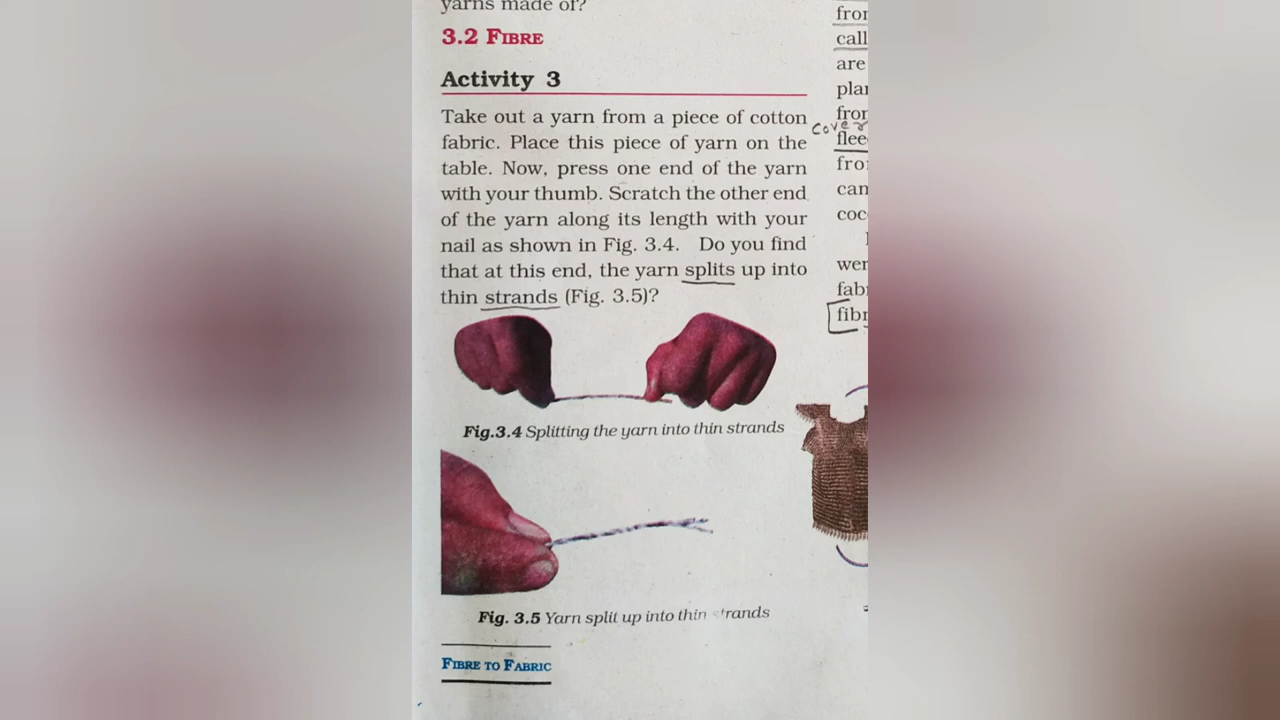 yarns made of?
3.2 FIBRE
Activity 3
Take out a yarn from a piece of cotton
fabric. Place this piece of yarn on the
table. Now, press one end of the yarn
with your thumb. Scratch the other end
of the yarn along its length with your
nail as shown in Fig. 3.4. Do you find
that at this end, the yarn splits up into
thin strands (Fig. 3.5)?
Fig.3.4 Splitting the yarn into thin strands
Fig. 3.5 Yarn split up into thin strands
FIBRE TO FABRIC
are
cover